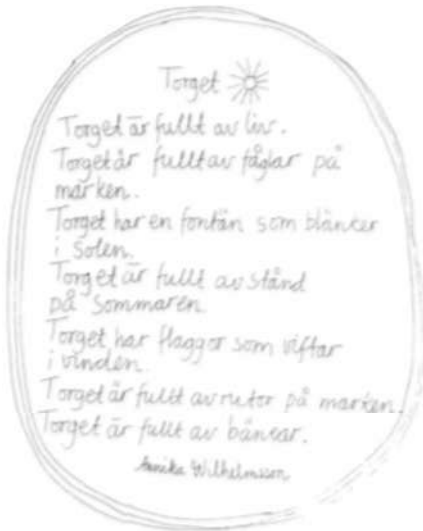 Torget
Torget är fullt av liv.
Torget är fullt av fåglar på
marken.
Torget har en fontän som blänker
i Solen.
Torget är fullt av stånd
på sommaren.
Torget har flaggor som viftar
i vinden.
Torget är fullt av rutor på marken.
Torget är fullt av bänkar.
Annika Wilhelmsson